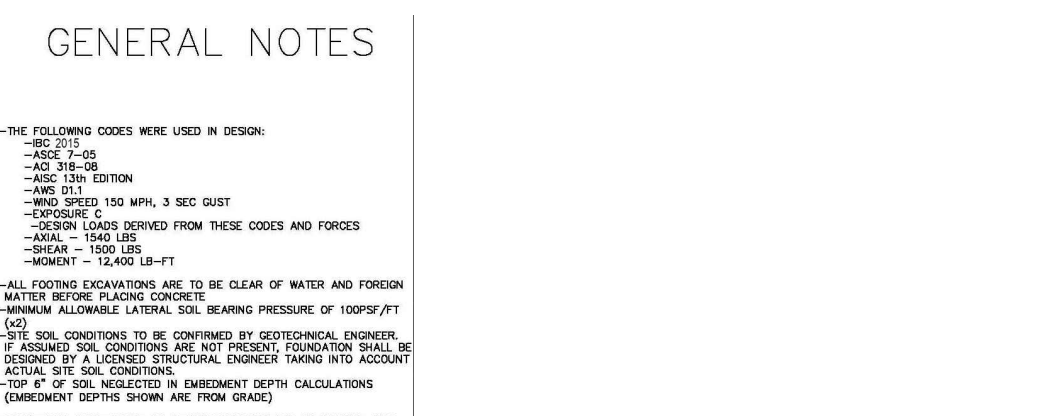 GENERAL NOTES
-THE FOLLOWING CODES WERE USED IN DESIGN:
-IBC 2015
-ASCE 7-05
-ACI 318-08
-AISC 13th EDITION
-AWS D1.1
-WIND SPEED 150 MPH, 3 SEC GUST
-EXPOSURE C
-DESIGN LOADS DERIVED FROM THESE CODES AND FORCES
-AXIAL - 1540 LBS
-SHEAR - 1500 LBS
-MOMENT - 12,400 LB-FT
-ALL FOOTING EXCAVATIONS ARE TO BE CLEAR OF WATER AND FOREIGN
MATTER BEFORE PLACING CONCRETE
-MINIMUM ALLOWABLE LATERAL SOIL BEARING PRESSURE OF 100PSF/FT
(x2)
-SITE SOIL CONDITIONS TO BE CONFIRMED BY GEOTECHNICAL ENGINEER.
IF ASSUMED SOIL CONDITIONS ARE NOT PRESENT, FOUNDATION SHALL BE
DESIGNED BY A LICENSED STRUCTURAL ENGINEER TAKING INTO ACCOUNT
ACTUAL SITE SOIL CONDITIONS.
-TOP 6" OF SOIL NEGLECTED IN EMBEDMENT DEPTH CALCULATIONS
(EMBEDMENT DEPTHS SHOWN ARE FROM GRADE)